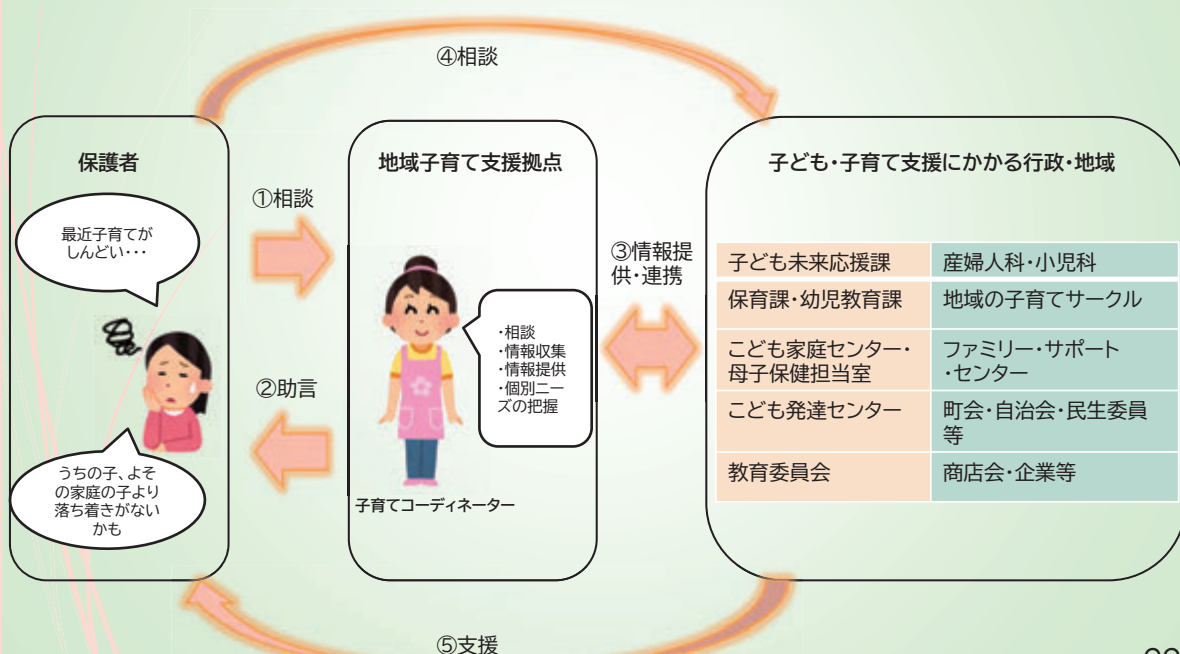 ④相談
保護者
最近子育てが
しんどい・・・
うちの子、よそ
の家庭の子より
落ち着きがない
かも
①相談
②助言
地域子育て支援拠点
・相談
・情報収集
・情報提供
・個別ニー
ズの把握
子育てコーディネーター
③情報提
供・連携
子ども・子育て支援にかかる行政・地域
子ども未来応援課
産婦人科・小児科
保育課・幼児教育課
地域の子育てサークル
こども家庭センター・
母子保健担当室
ファミリー・サポート
・センター
こども発達センター
町会・自治会・民生委員
等
教育委員会
商店会・企業等
⑤支援